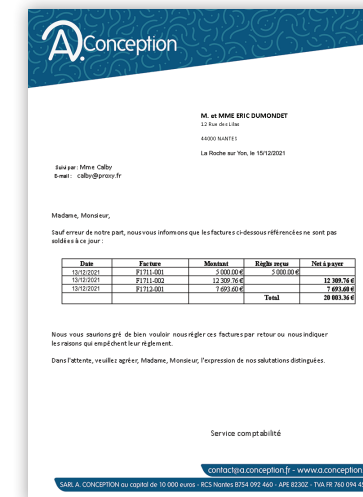 A. Conception
M. et MME ERIC DUMONDET
12 Rue des Lilas
44000 NANTES
La Roche sur Yon, le 15/12/2021
Suivi par : Mme Calby
E-mail : calby@proxy.fr
Madame, Monsieur,
Sauf erreur de notre part, nous vous informons que les factures ci-dessous référencées ne sont pas
soldées à ce jour :
Date Facture Montant Règlts reçus Net à payer
13/12/2021 F1711-001 5 000.00 € 5 000.00 €
13/12/2021 F1711-002 12 309.76 € 12 309.76 €
13/12/2021 F1712-001 7 693.60 € 7 693.60 €
Total 20 003.36 €
Nous vous saurions gré de bien vouloir nous régler ces factures par retour ou nous indiquer
les raisons qui empêchent leur règlement.
Dans l'attente, veuillez agréer, Madame, Monsieur, l'expression de nos salutations distinguées.
Service comptabilité
contact@a.conception.fr - www.a.conception
SARL A. CONCEPTION au capital de 10 000 euros - RCS Nantes B754 092 460 - APE 8230Z - TVA FR 760 094